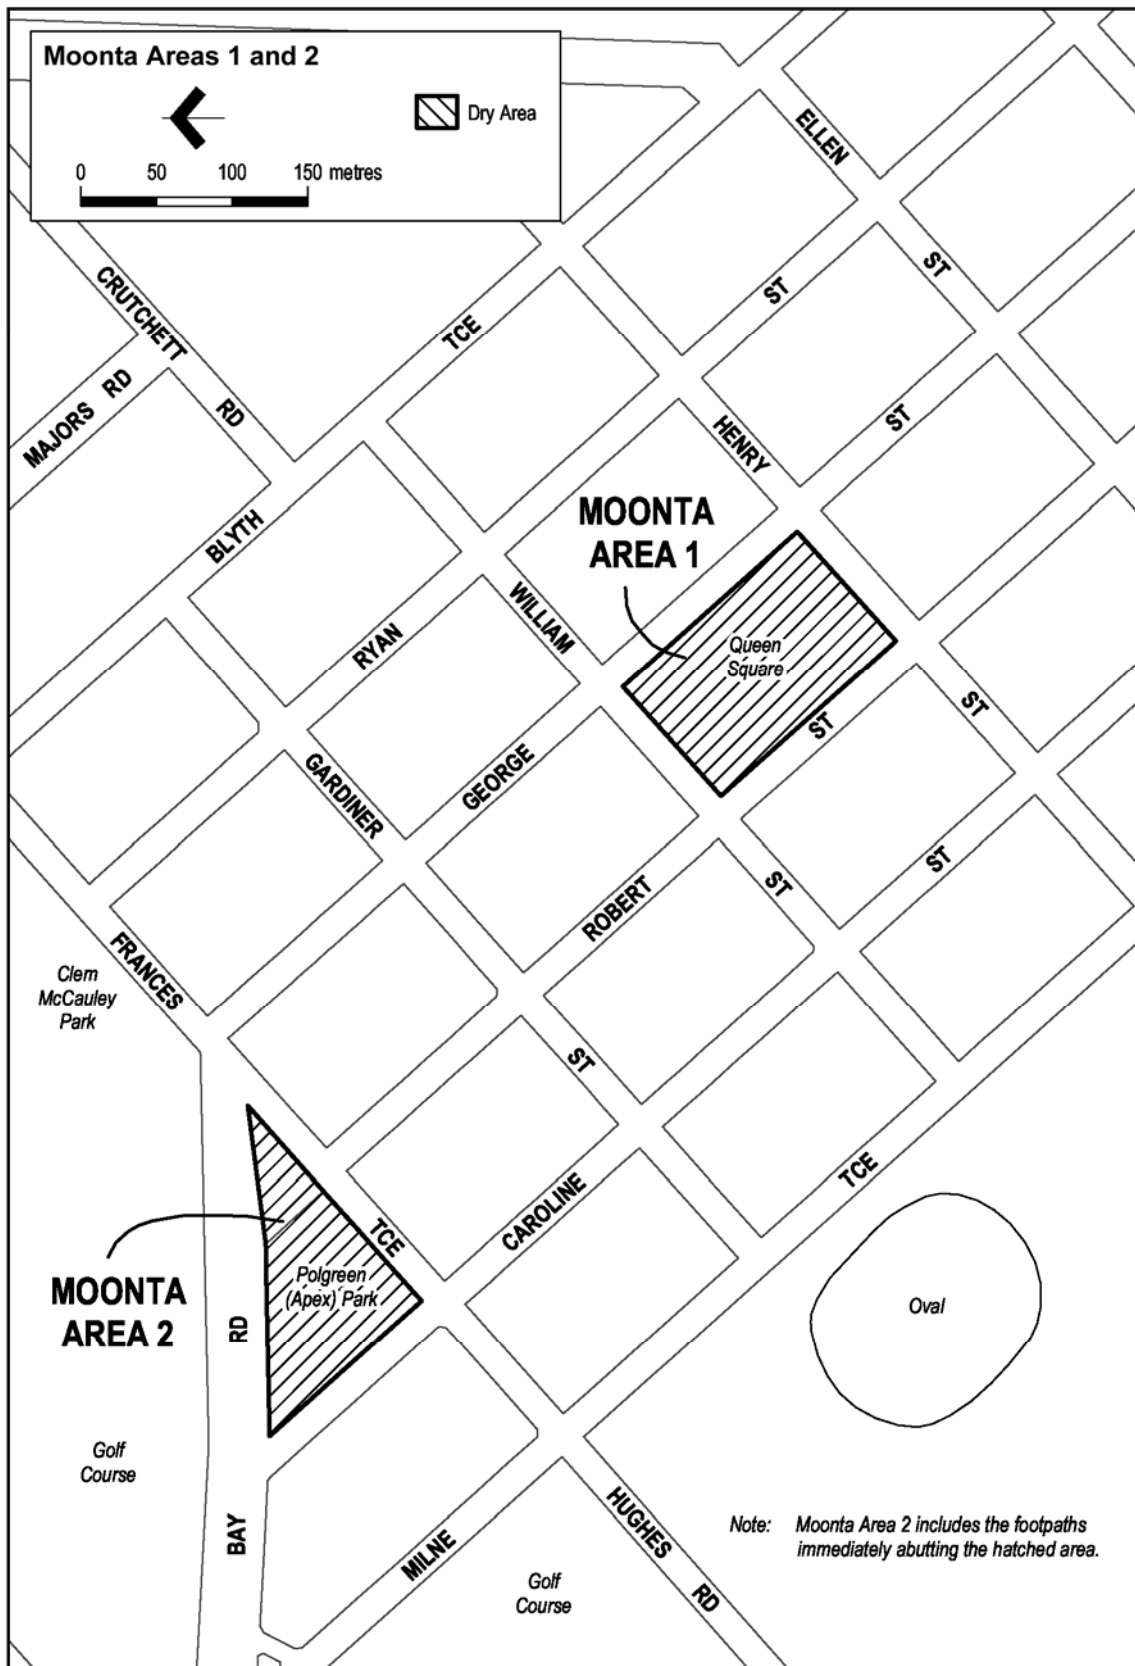 Moonta Areas 1 and 2
Dry Area
0 50 100 150 metres
ELLEN
ST
CRUTCHETT
RD
MAJORS RD
TCE
ST
ST
HENRY
BLYTH
MOONTA
AREA 1
WILLIAM
RYAN
Queen
Square
ST
ST
GEORGE
GARDINER
ROBERT
ST
ST
FRANCES
Clem
McCauley
Park
ST
TCE
CAROLINE
TCE
MOONTA
AREA 2
Polgreen
(Apex) Park
RD
Oval
Golf
Course
BAY
MILNE
HUGHES
RD
Golf
Course
Note: Moonta Area 2 includes the footpaths
immediately abutting the hatched area.